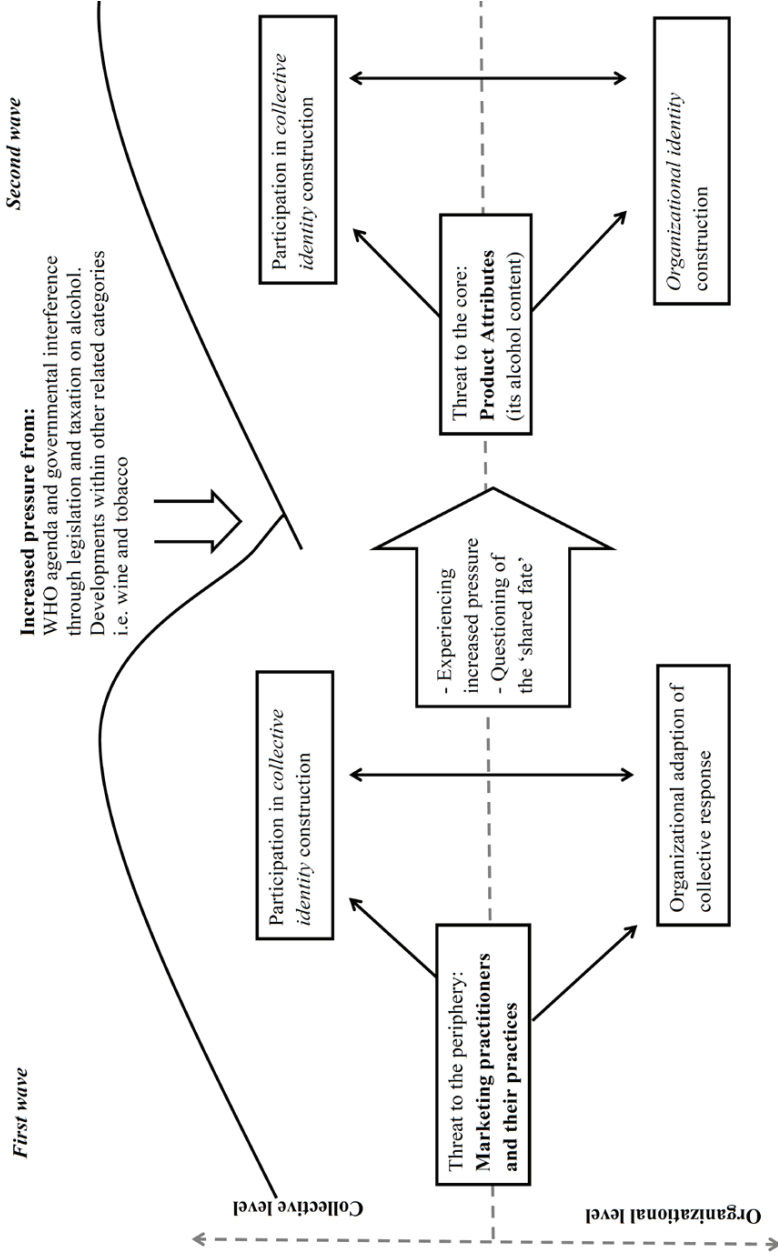 First wave
Second wave
Increased pressure from:
WHO agenda and governmental interference
through legislation and taxation on alcohol.
Developments within other related categories
i.e. wine and tobacco
Collective level
Organizational level
Participation in collective
identity construction
Threat to the periphery:
Marketing practitioners
and their practices
Organizational adaption of
collective response
- Experiencing
increased pressure
- Questioning of
the ‘shared fate’
Participation in collective
identity construction
Threat to the core:
Product Attributes
(its alcohol content)
Organizational identity
construction